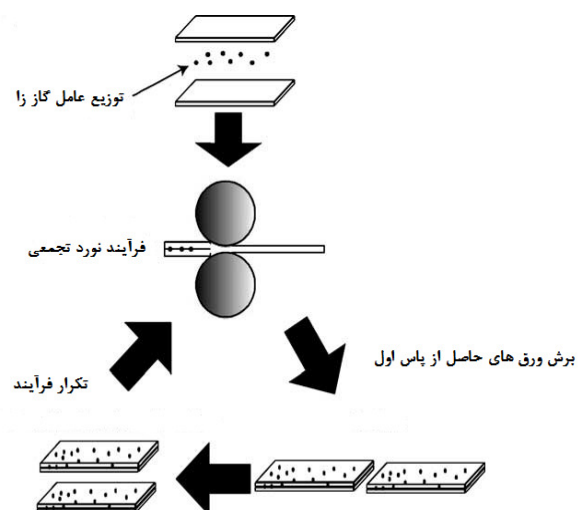 توزیع عامل گاز زا
فرآیند نورد تجمعی
برش ورق های حاصل از پاس اول
تکرار فرآیند